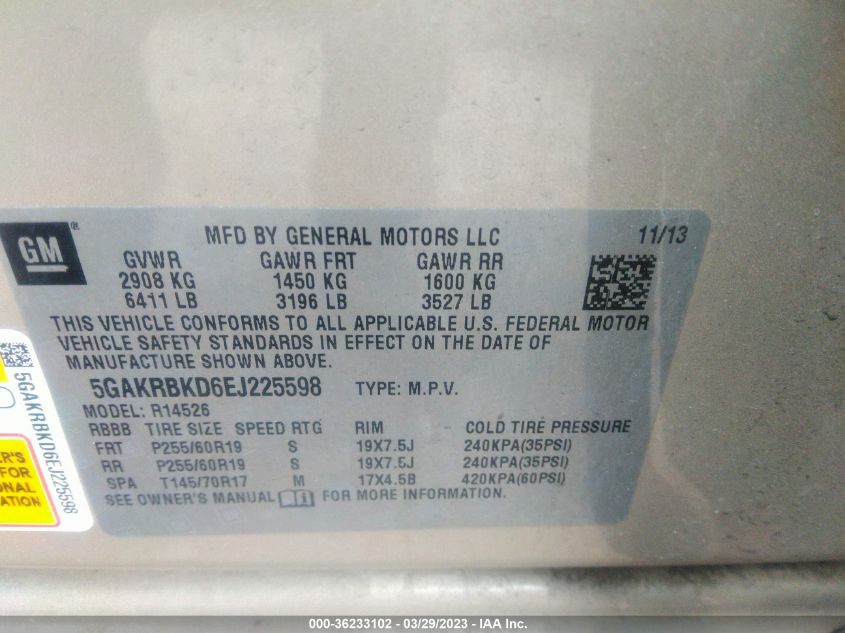 GM®
MFD BY GENERAL MOTORS LLC 11/13
GVWR GAWR FRT GAWR RR
2908 KG 1450 KG 1600 KG
6411 LB 3196 LB 3527 LB
THIS VEHICLE CONFORMS TO ALL APPLICABLE U.S. FEDERAL MOTOR
VEHICLE SAFETY STANDARDS IN EFFECT ON THE DATE OF
MANUFACTURE SHOWN ABOVE.
5GAKRBKD6EJ225598 TYPE: M.P.V.
MODEL: R14526
RBBB TIRE SIZE SPEED RTG RIM COLD TIRE PRESSURE
FRT P255/60R19 S 19X7.5J 240KPA(35PSI)
RR P255/60R19 S 19X7.5J 240KPA(35PSI)
SPA T145/70R17 M 17X4.5B 420KPA(60PSI)
SEE OWNER'S MANUAL FOR MORE INFORMATION.
5GAKRBKD6EJ225598
ER'S
FOR
ONAL
ATION
000-36233102 - 03/29/2023 - IAA, Inc.